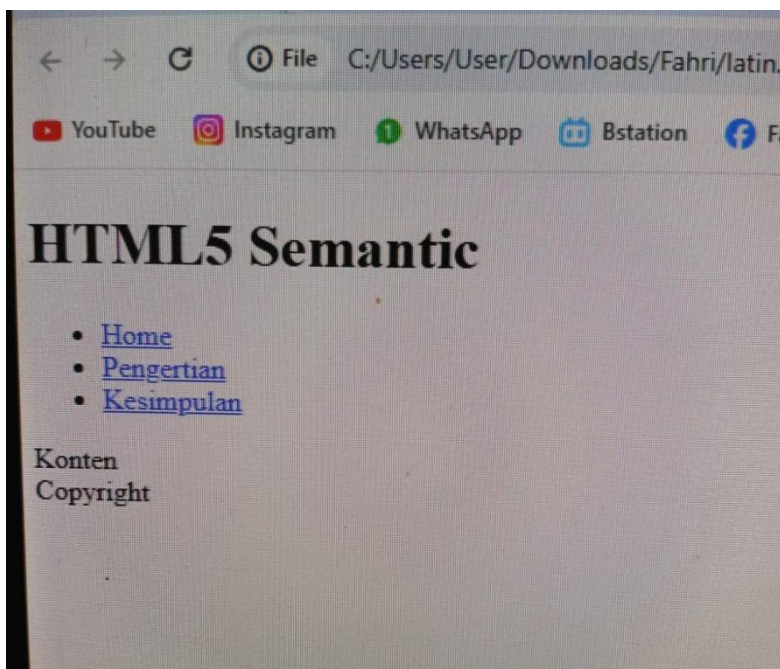 File C:/Users/User/Downloads/Fahri/latin.
YouTube Instagram WhatsApp Bstation
HTML5 Semantic
Home
Pengertian
Kesimpulan
Konten
Copyright